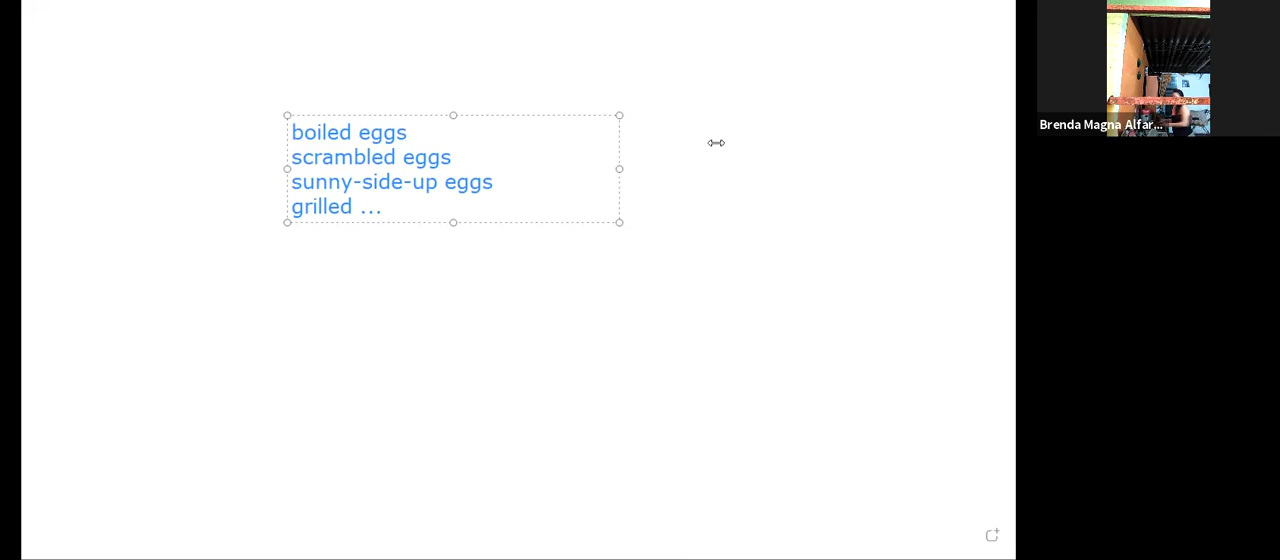 boiled eggs
scrambled eggs
sunny-side-up eggs
grilled ...
Brenda Magna Alfar...